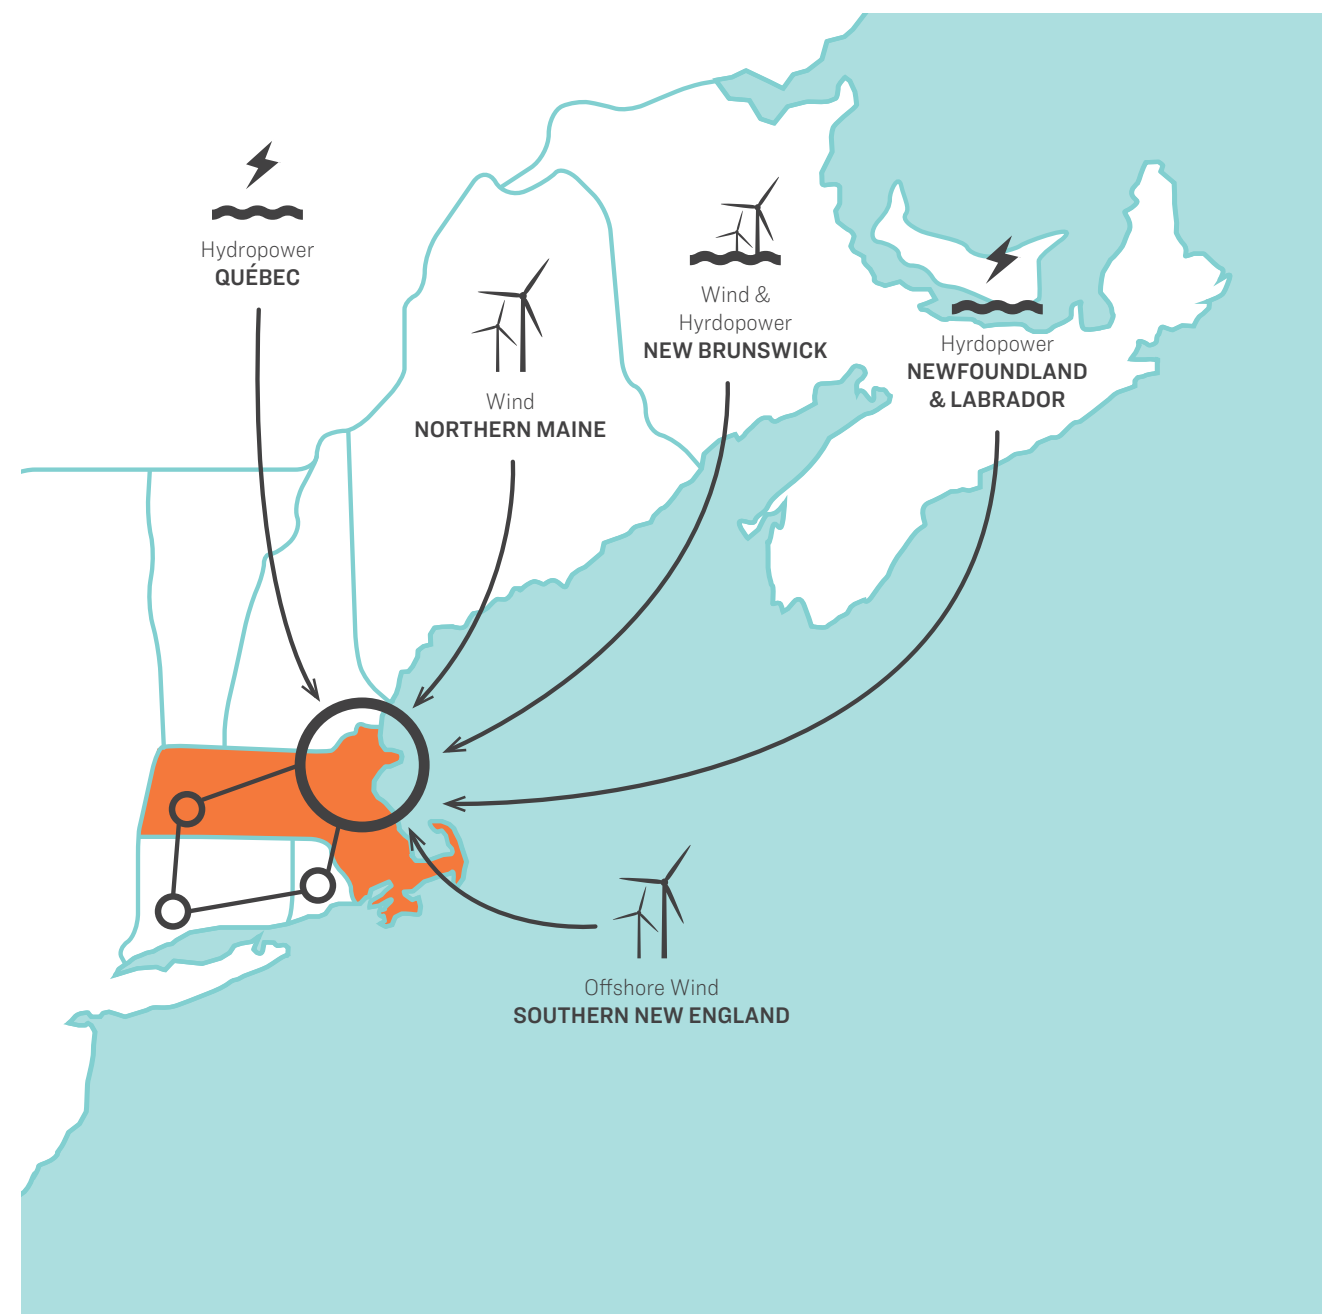 Hydropower
QUÉBEC
Wind
NORTHERN MAINE
Wind &
Hyrdopower
NEW BRUNSWICK
Hyrdopower
NEWFOUNDLAND
& LABRADOR
Offshore Wind
SOUTHERN NEW ENGLAND